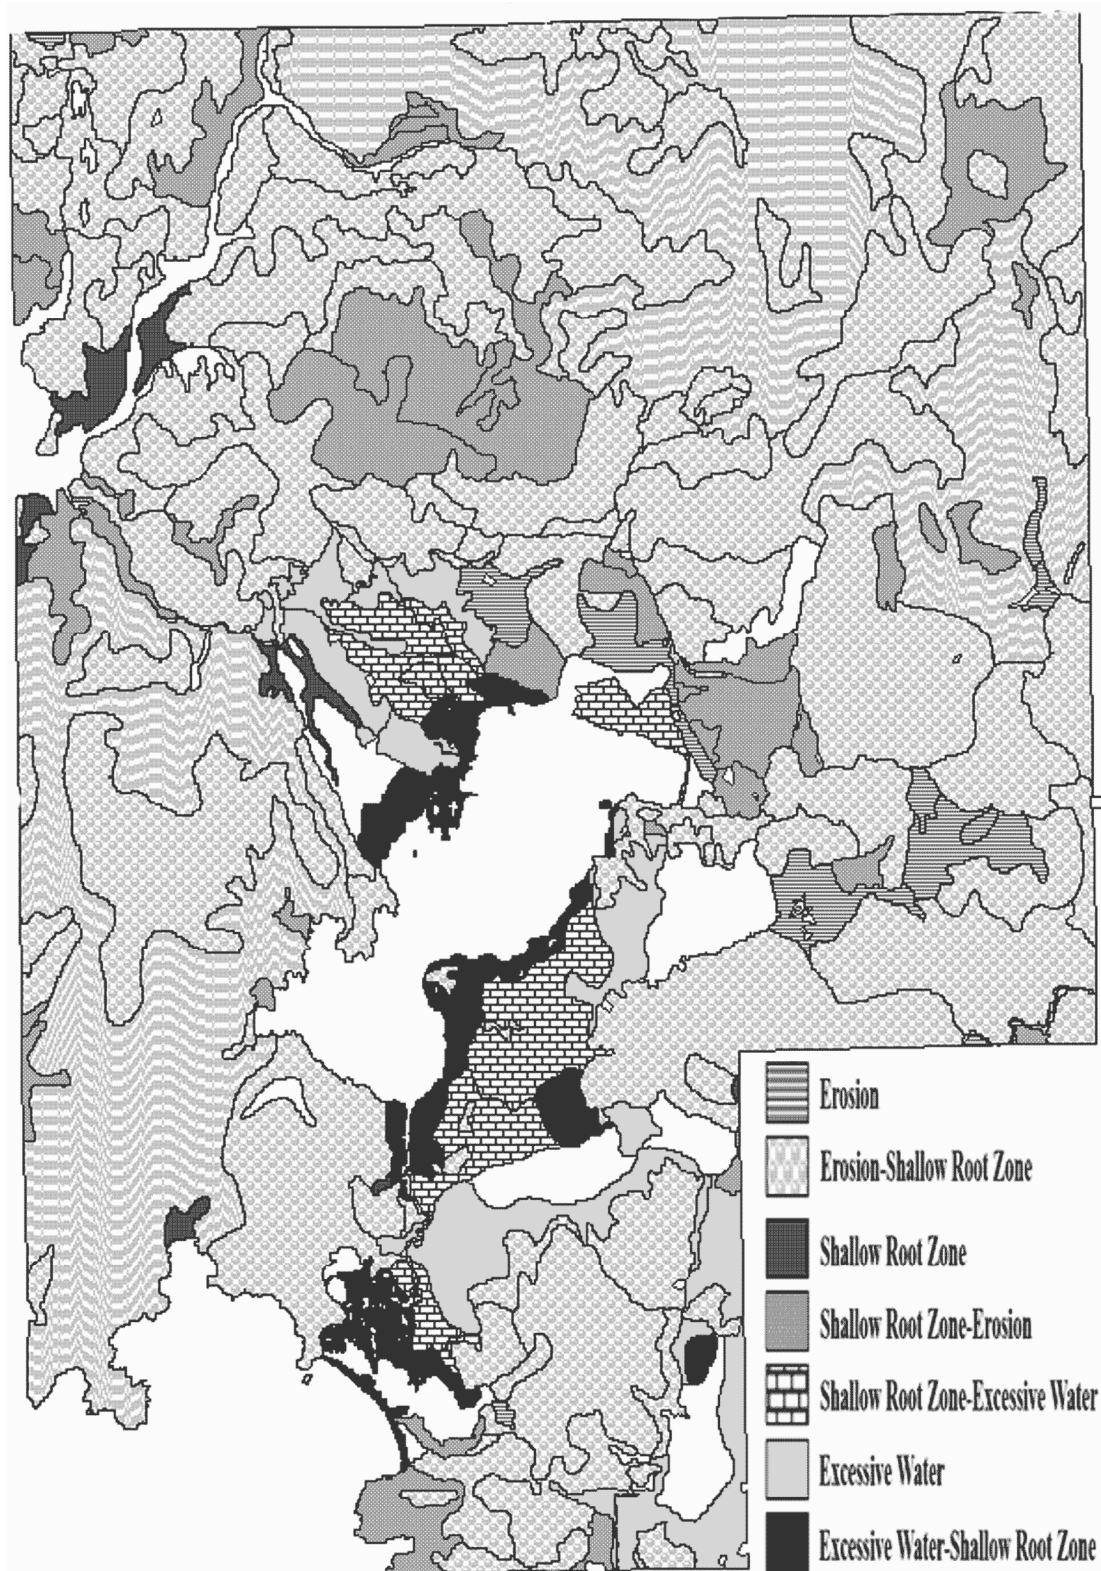 Erosion
Erosion-Shallow Root Zone
Shallow Root Zone
Shallow Root Zone-Erosion
Shallow Root Zone-Excessive Water
Excessive Water
Excessive Water-Shallow Root Zone